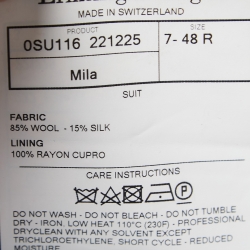 MADE IN SWITZERLAND
PRODUCT SIZE
0SU116 221225 7- 48 R
Mila
SUIT
FABRIC
85% WOOL - 15% SILK
LINING
100% RAYON CUPRO
CARE INSTRUCTIONS
P
DO NOT WASH - DO NOT BLEACH - DO NOT TUMBLE
DRY - IRON, LOW HEAT 110°C (230F) - PROFESSIONAL
DRYCLEAN WITH ANY SOLVENT EXCEPT
TRICHLOROETHYLENE, SHORT CYCLE - REDUCED
MOISTURE